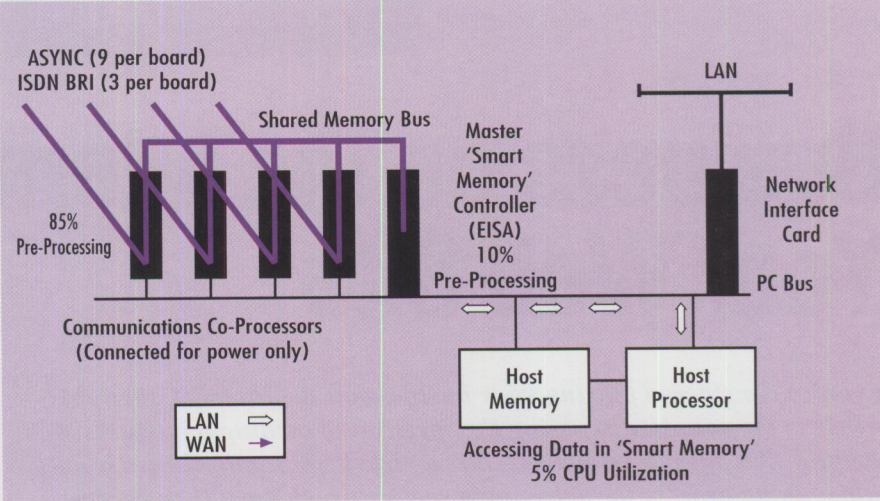 ASYNC (9 per board)
ISDN BRI (3 per board)
Shared Memory Bus
LAN
Master
‘Smart
Memory’
Controller
(EISA)
10%
Pre-Processing
Network
Interface
Card
85%
Pre-Processing
PC Bus
Communications Co-Processors
(Connected for power only)
Host
Memory
Host
Processor
LAN
WAN
Accessing Data in ‘Smart Memory’
5% CPU Utilization